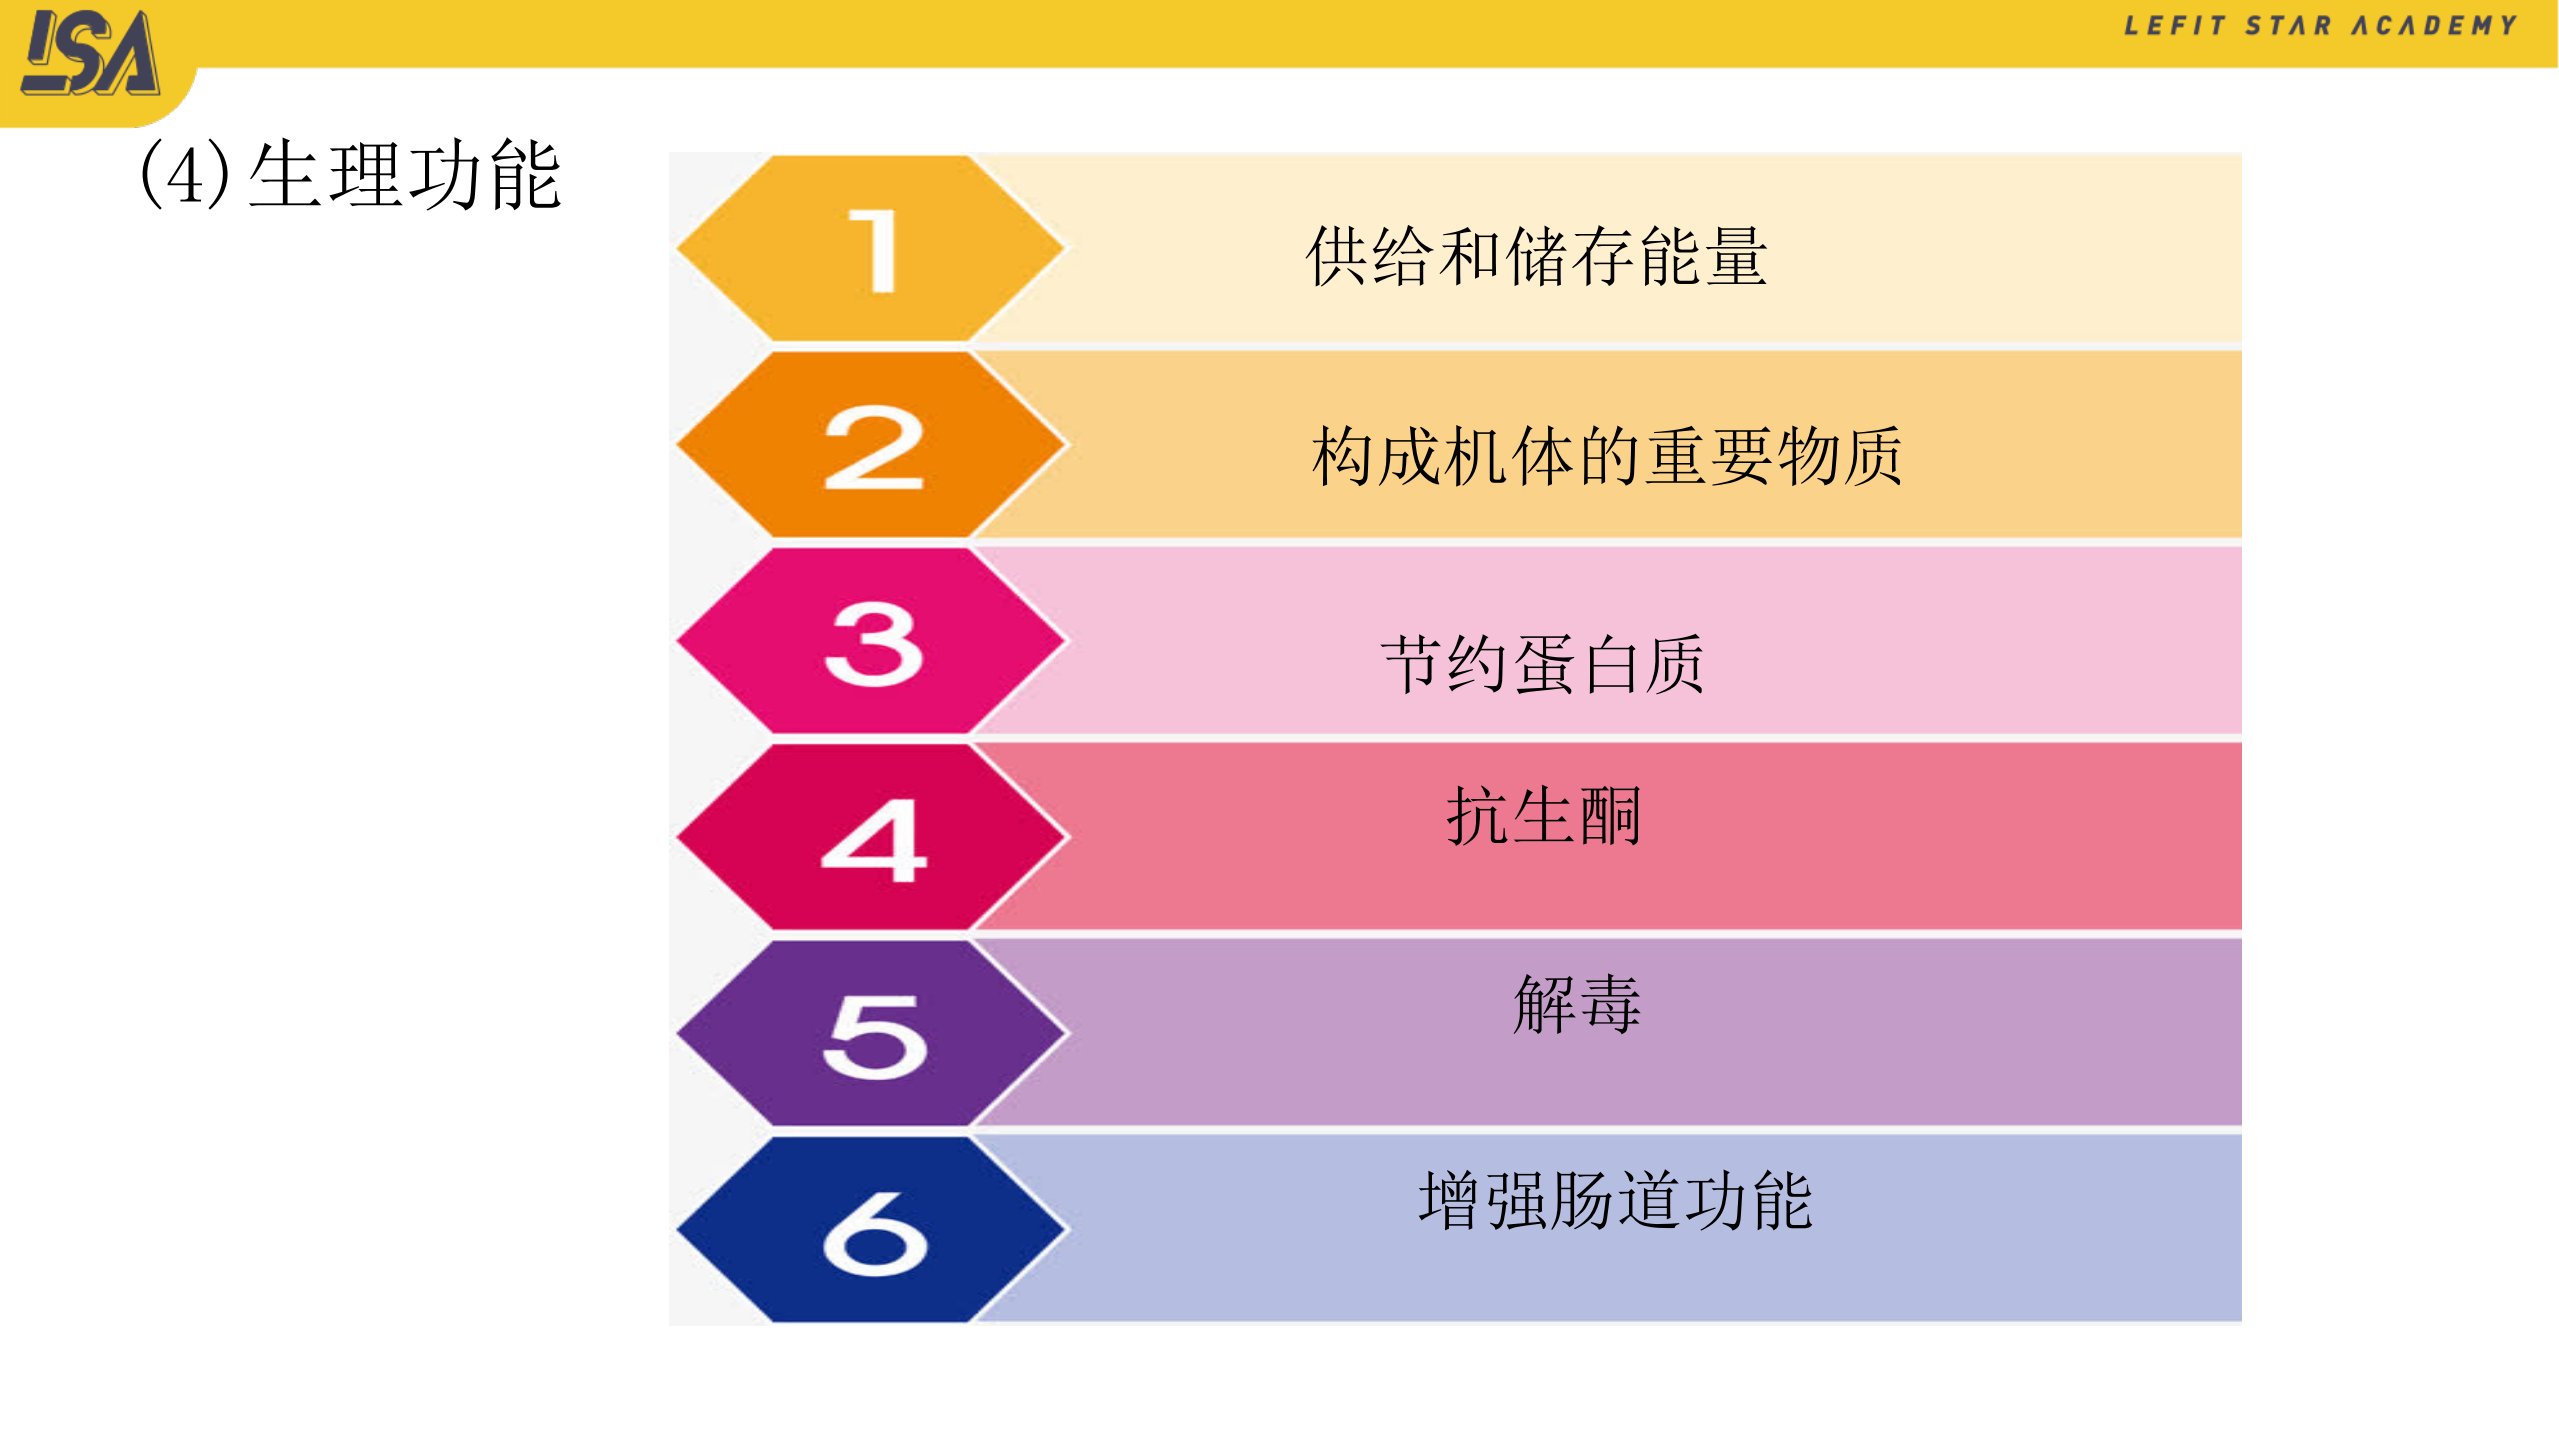 LSA
LEFIT STAR ACADEMY
(4)生理功能
1 供给和储存能量
2 构成机体的重要物质
3 节约蛋白质
4 抗生酮
5 解毒
6 增强肠道功能